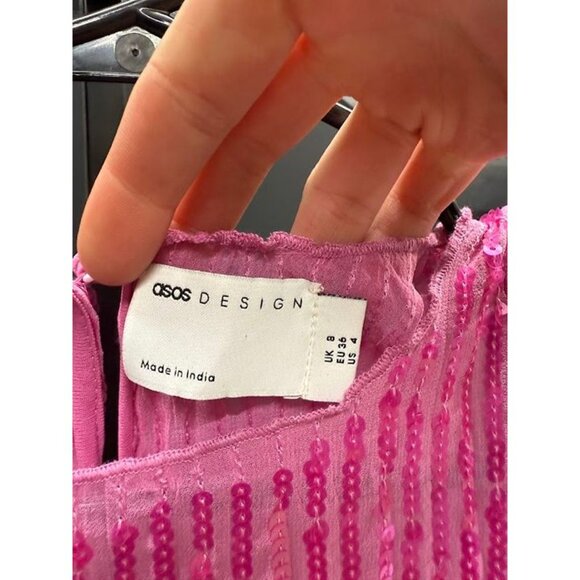 asos DESIGN
Made in India
UK 8
EU 36
US 4